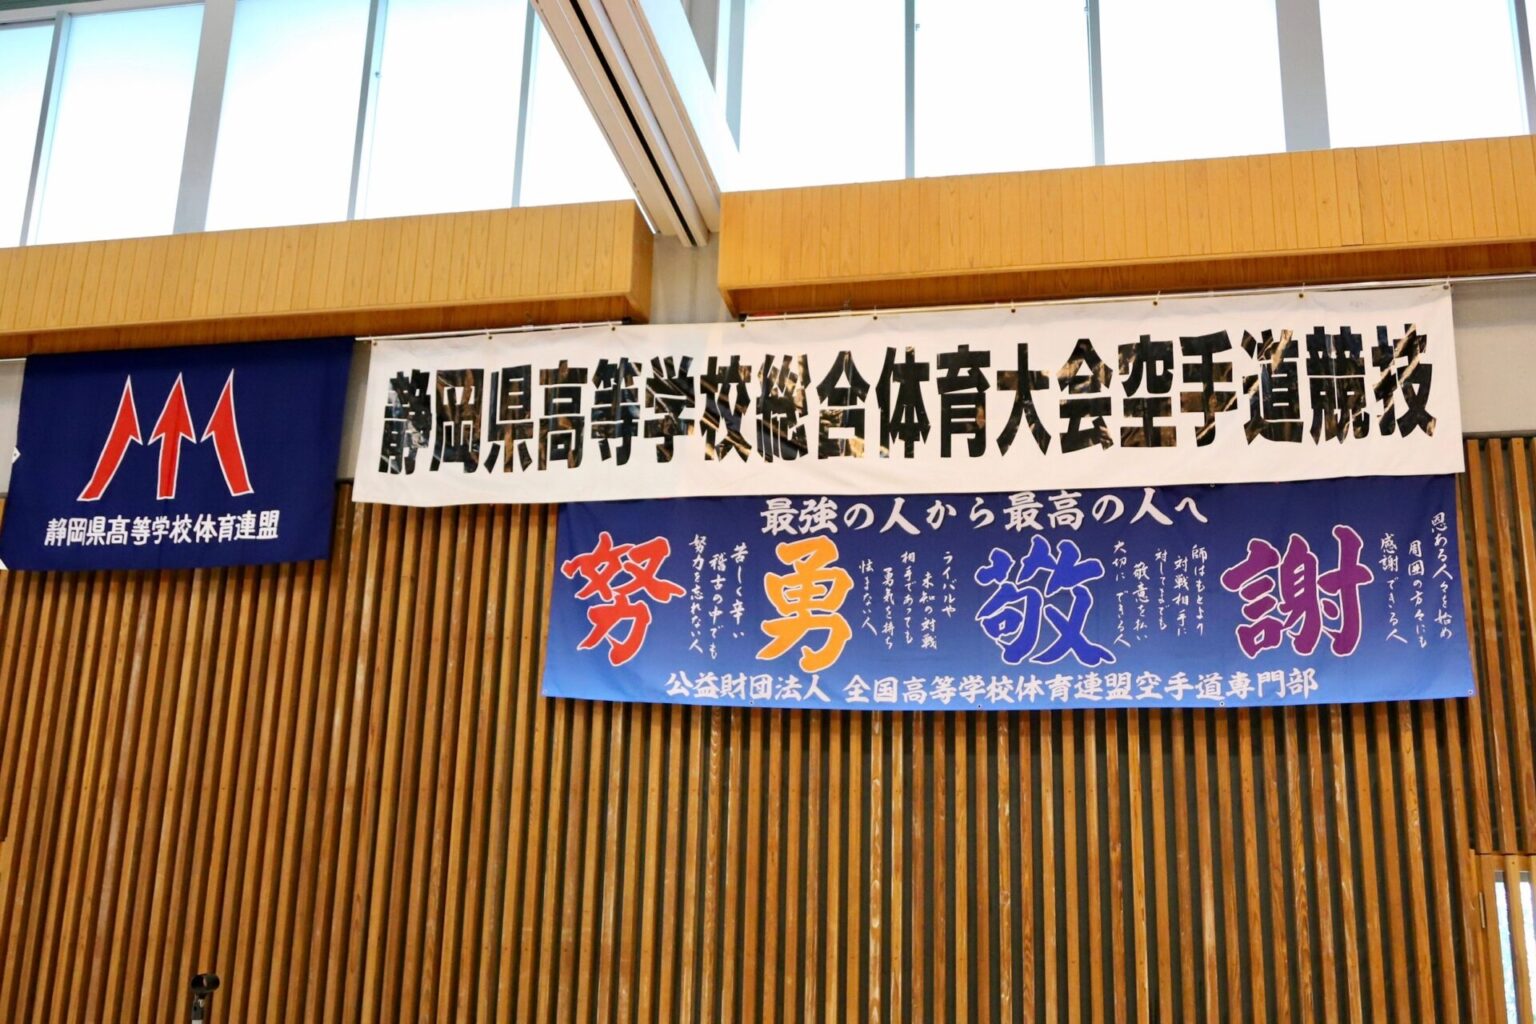 静岡県高等学校体育連盟
静岡県高等学校総合体育大会空手道競技
最強の人から最高の人へ
努
苦しく辛い
稽古の中でも
努力を忘れない人
勇
ライバルや
未知の対戦
相手であっても
勇気を持ち
怯まない人
敬
師はもとより
対戦相手に
対してまでも
敬意を払い
大切にできる人
謝
恩ある人々を始め
周囲の方々にも
感謝できる人
公益財団法人 全国高等学校体育連盟空手道専門部